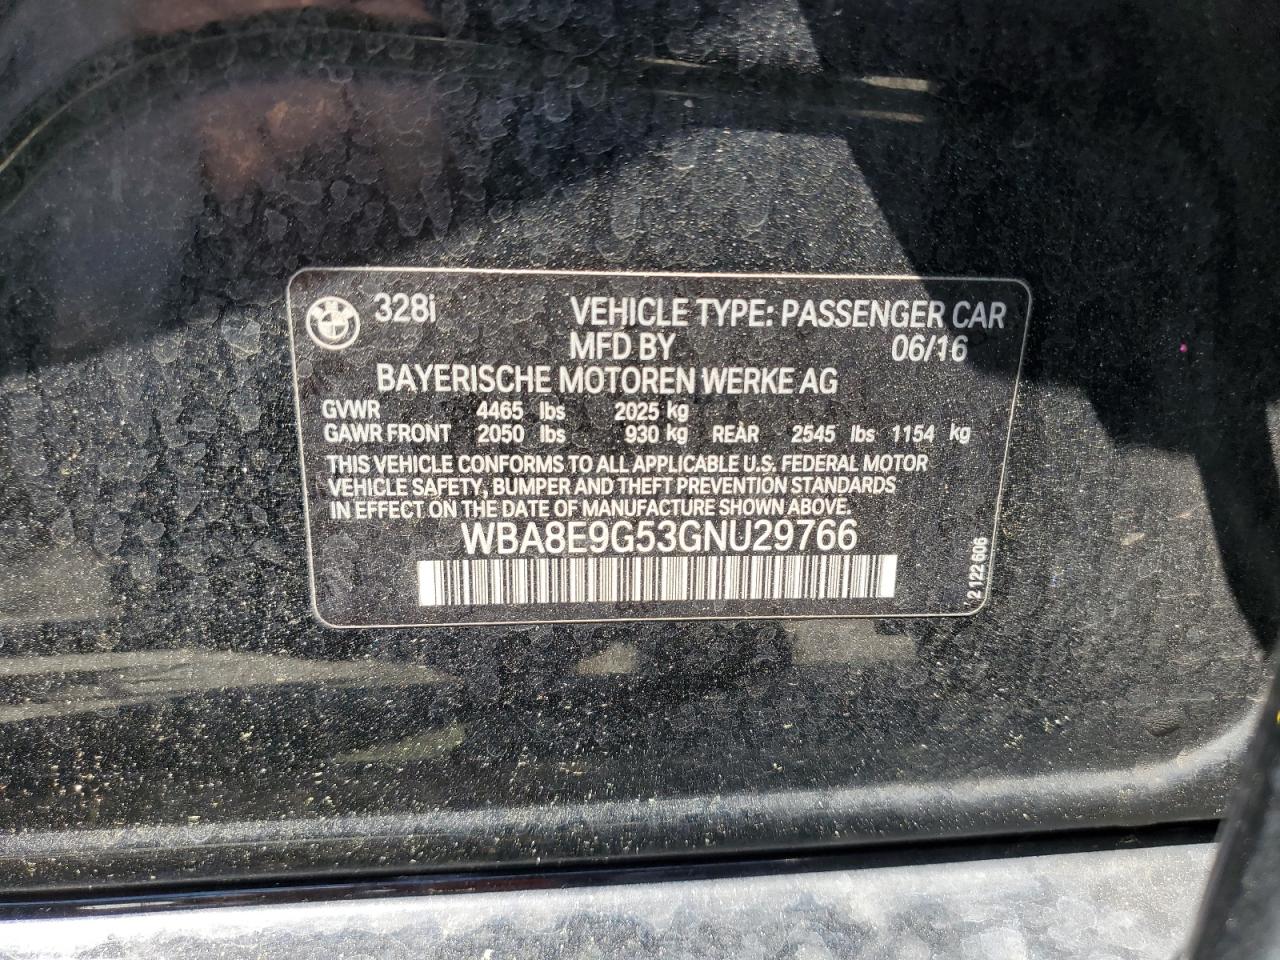 328i VEHICLE TYPE: PASSENGER CAR
MFD BY 06/16
BAYERISCHE MOTOREN WERKE AG
GVWR 4465 lbs 2025 kg
GAWR FRONT 2050 lbs 930 kg REAR 2545 lbs 1154 kg
THIS VEHICLE CONFORMS TO ALL APPLICABLE U.S. FEDERAL MOTOR
VEHICLE SAFETY, BUMPER AND THEFT PREVENTION STANDARDS
IN EFFECT ON THE DATE OF MANUFACTURE SHOWN ABOVE.
WBA8E9G53GNU29766
2 122 606